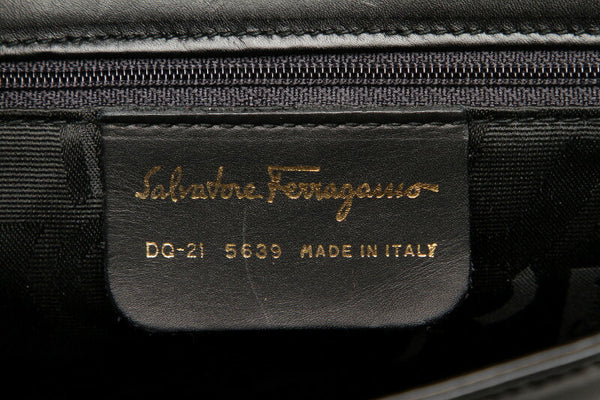 Salvatore Ferragamo
DQ-21 5639 MADE IN ITALY